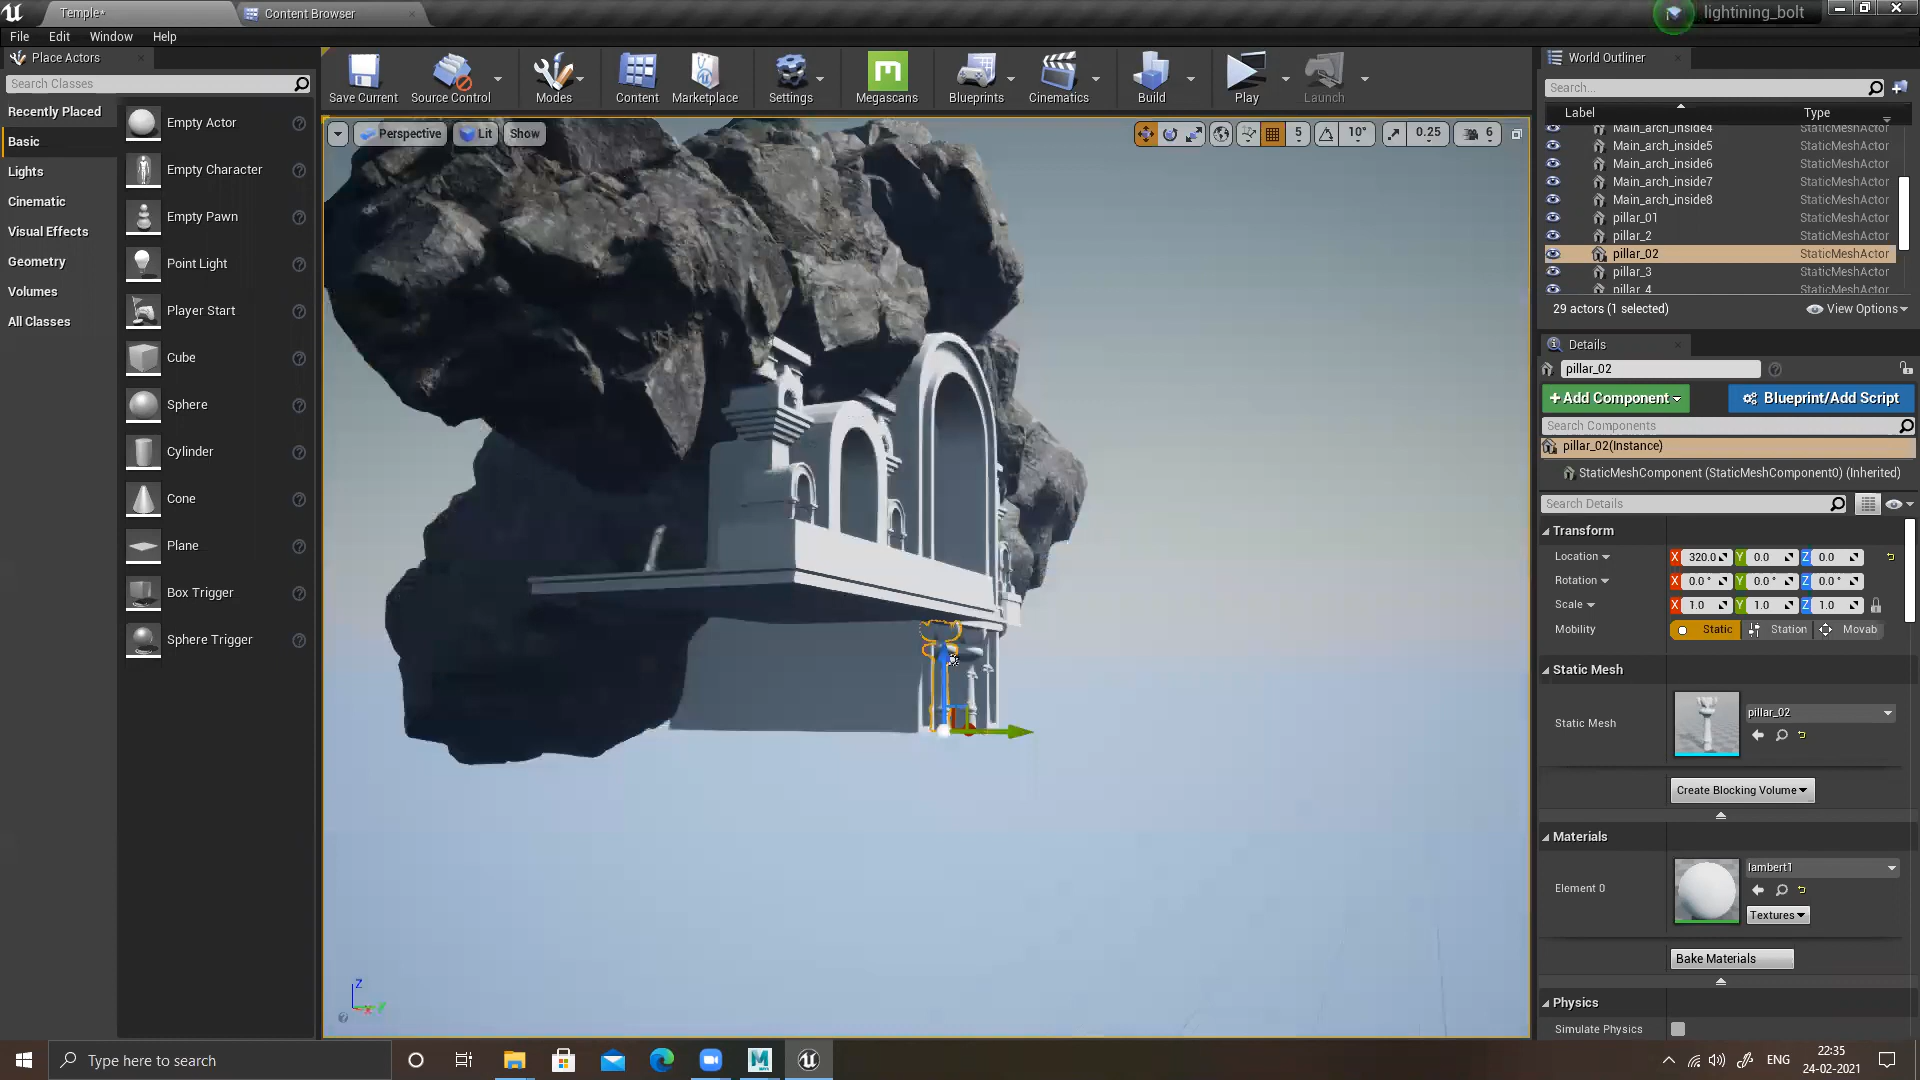 Temple*
Content Browser
lightining_bolt
File
Edit
Window
Help
Place Actors
Search Classes
Recently Placed
Basic
Lights
Cinematic
Visual Effects
Geometry
Volumes
All Classes
Empty Actor
Empty Character
Empty Pawn
Point Light
Player Start
Cube
Sphere
Cylinder
Cone
Plane
Box Trigger
Sphere Trigger
Save Current
Source Control
Modes
Content
Marketplace
Settings
Megascans
Blueprints
Cinematics
Build
Play
Launch
Perspective
Lit
Show
5
10°
0.25
6
World Outliner
Search...
Label
Type
Main_arch_inside4 StaticMeshActor
Main_arch_inside5 StaticMeshActor
Main_arch_inside6 StaticMeshActor
Main_arch_inside7 StaticMeshActor
Main_arch_inside8 StaticMeshActor
pillar_01 StaticMeshActor
pillar_2 StaticMeshActor
pillar_02 StaticMeshActor
pillar_3 StaticMeshActor
pillar_4 StaticMeshActor
29 actors (1 selected)
View Options
Details
pillar_02
+Add Component
Blueprint/Add Script
Search Components
pillar_02(Instance)
StaticMeshComponent (StaticMeshComponent0) (Inherited)
Search Details
Transform
Location X 320.0 Y 0.0 Z 0.0
Rotation X 0.0 ° Y 0.0 ° Z 0.0 °
Scale X 1.0 Y 1.0 Z 1.0
Mobility Static Station Movab
Static Mesh
Static Mesh
pillar_02
Create Blocking Volume
Materials
Element 0
lambert1
Textures
Bake Materials
Physics
Simulate Physics
Z
X
Y
Type here to search
ENG
22:35
24-02-2021